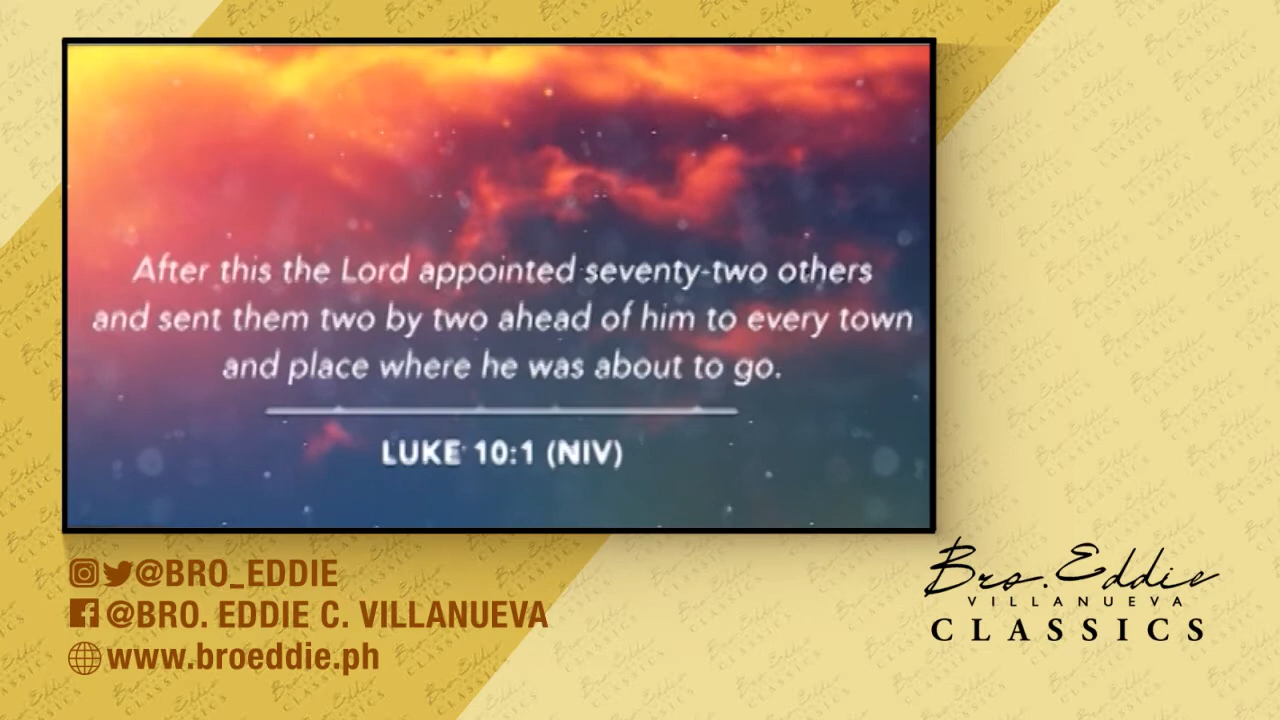 After this the Lord appointed seventy-two others
and sent them two by two ahead of him to every town
and place where he was about to go.
LUKE 10:1 (NIV)
@BRO_EDDIE
@BRO. EDDIE C. VILLANUEVA
www.broeddie.ph
Bro. Eddie
VILLANUEVA
CLASSICS